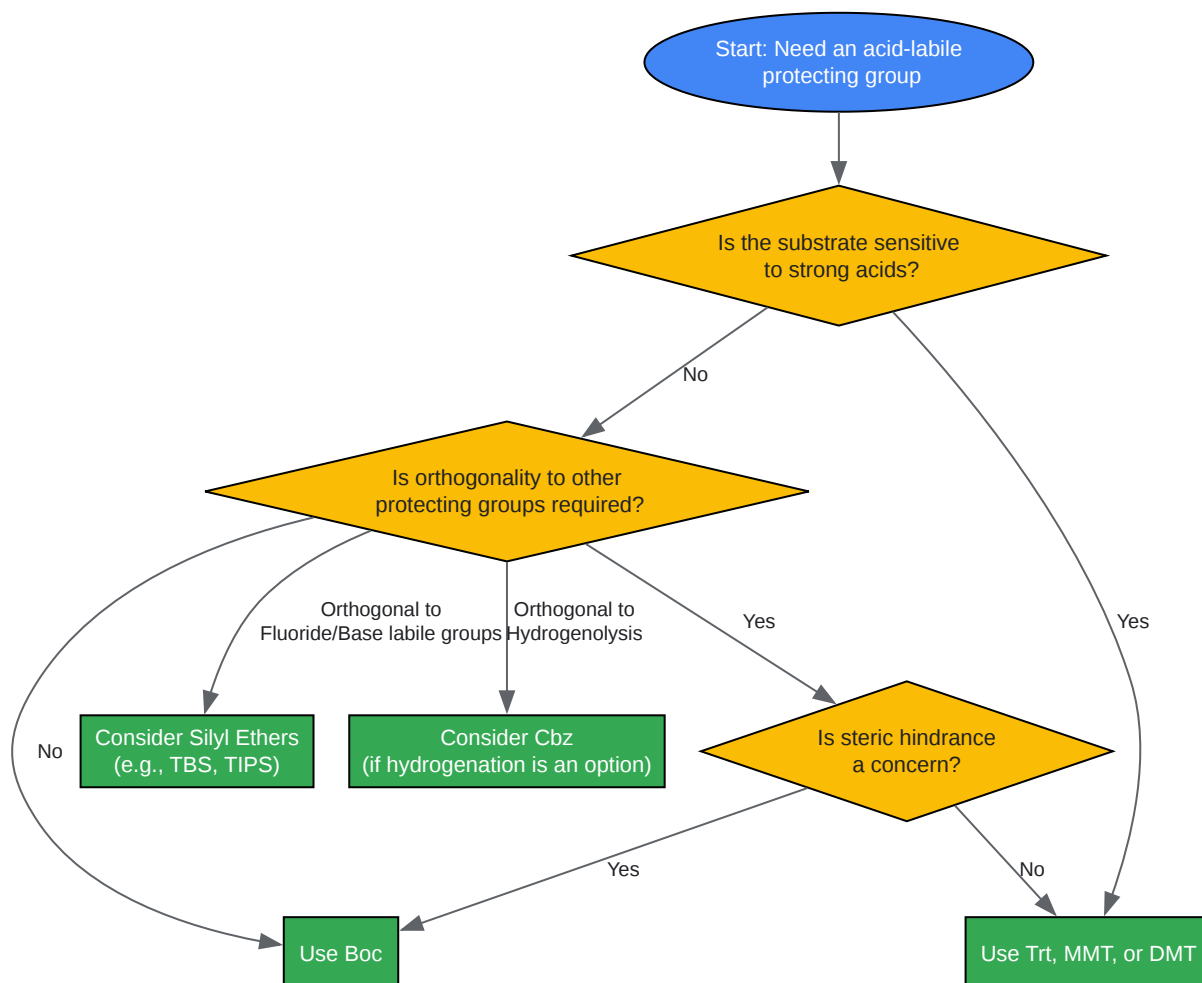 Start: Need an acid-labile
protecting group
Is the substrate sensitive
to strong acids?
No
Is orthogonality to other
protecting groups required?
Orthogonal to
Fluoride/Base labile groups
Orthogonal to
Hydrogenolysis
Yes
Yes
Consider Silyl Ethers
(e.g., TBS, TIPS)
Consider Cbz
(if hydrogenation is an option)
Is steric hindrance
a concern?
No
Yes
No
Use Boc
Use Trt, MMT, or DMT